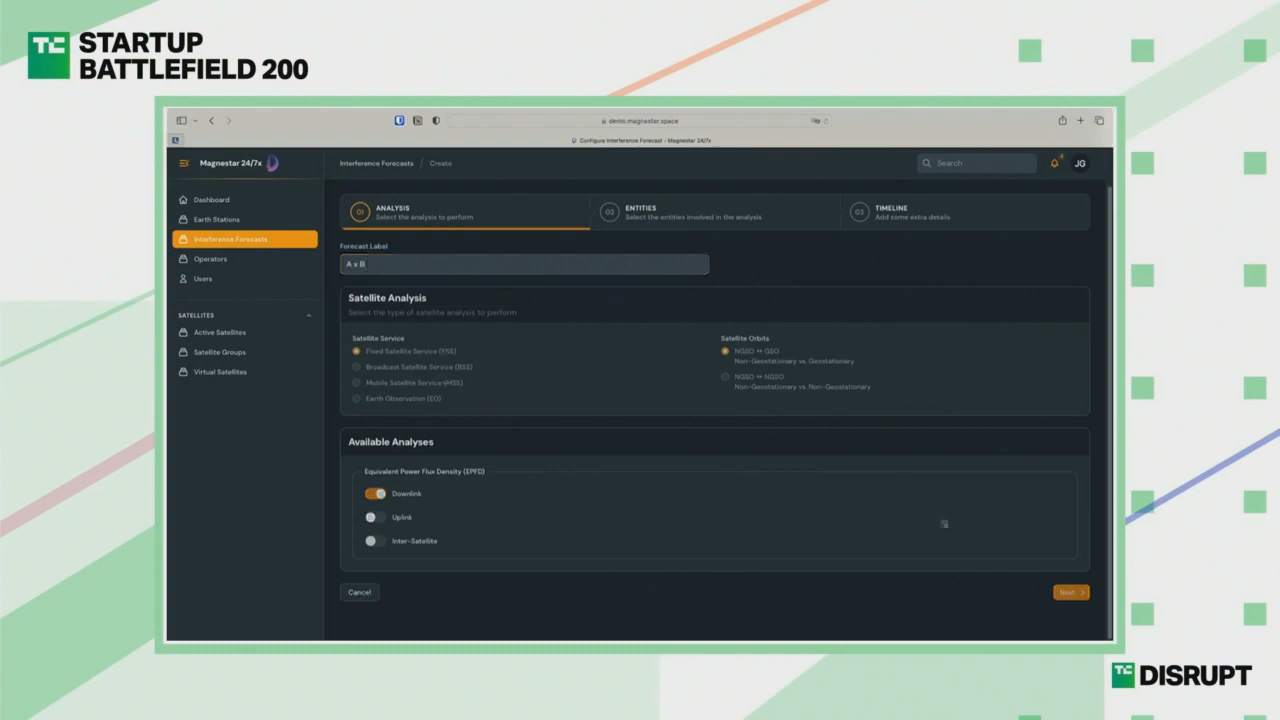 TC STARTUP
BATTLEFIELD 200
demo.magnestar.space
Configure Interference Forecast - Magnestar 24/7x
Magnestar 24/7x
Interference Forecasts / Create
Search
JG
Dashboard
Earth Stations
Interference Forecasts
Operators
Users
SATELLITES
Active Satellites
Satellite Groups
Virtual Satellites
01 ANALYSIS
Select the analysis to perform
02 ENTITIES
Select the entities involved in the analysis
03 TIMELINE
Add some extra details
Forecast Label
A x B
Satellite Analysis
Select the type of satellite analysis to perform
Satellite Service
Fixed Satellite Service (FSS)
Broadcast Satellite Service (BSS)
Mobile Satellite Service (MSS)
Earth Observation (EO)
Satellite Orbits
NGSO ↔ GSO
Non-Geostationary vs. Geostationary
NGSO ↔ NGSO
Non-Geostationary vs. Non-Geostationary
Available Analyses
Equivalent Power Flux Density (EPFD)
Downlink
Uplink
Inter-Satellite
Cancel
Next
TC DISRUPT